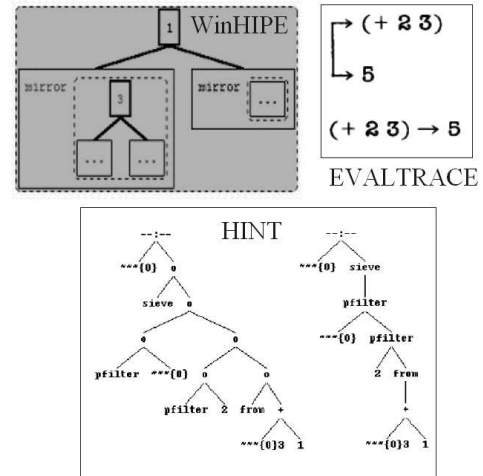 1 WinHIPE
mirror
3
... ...
mirror
...
(+ 2 3)
5
(+ 2 3) → 5
EVALTRACE
HINT
--:-- --:--
~~~{0} o ~~~{0} sieve
sieve o pfilter
o o ~~~{0} pfilter
pfilter ~~~{0} o o 2 from
pfilter 2 from + +
~~~{0}3 1 ~~~{0}3 1